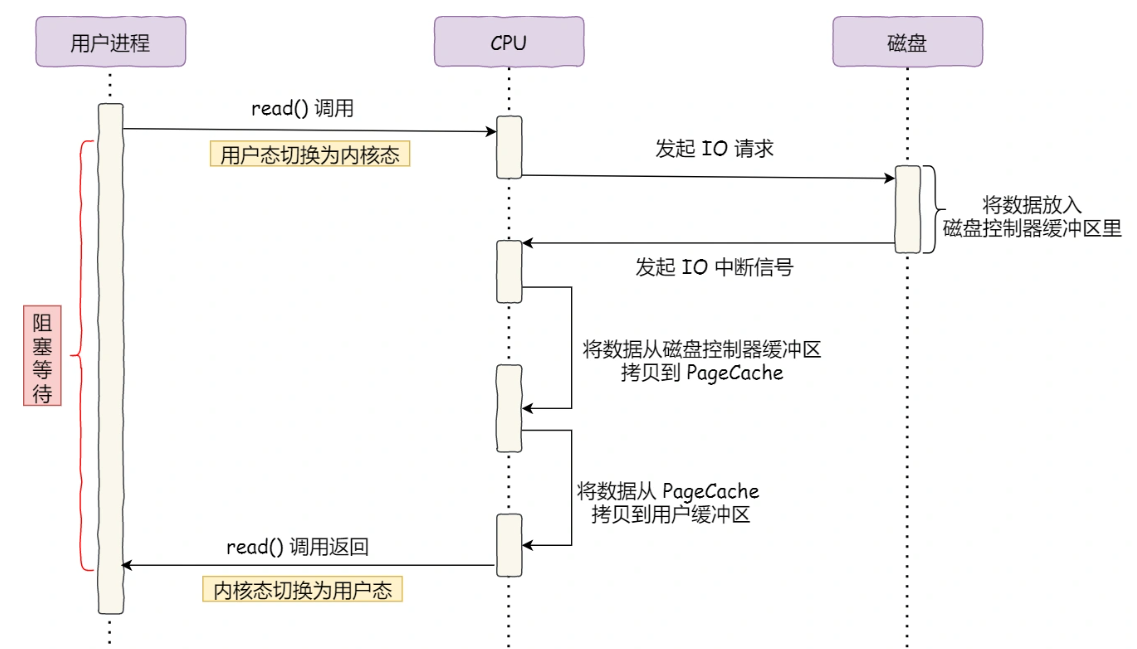 用户进程
CPU
磁盘
read() 调用
用户态切换为内核态
发起 IO 请求
将数据放入
磁盘控制器缓冲区里
发起 IO 中断信号
阻
塞
等
待
将数据从磁盘控制器缓冲区
拷贝到 PageCache
将数据从 PageCache
拷贝到用户缓冲区
read() 调用返回
内核态切换为用户态